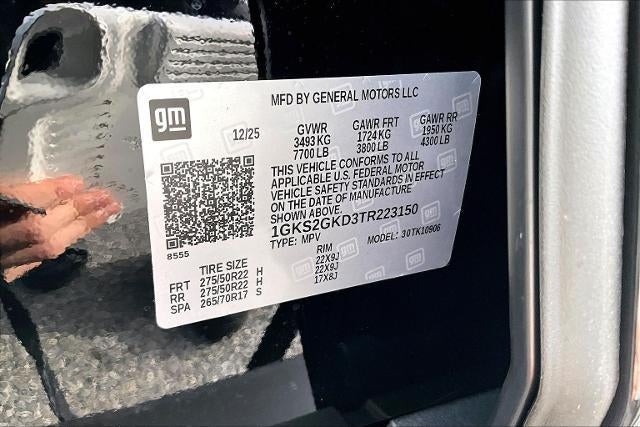 gm
MFD BY GENERAL MOTORS LLC
12/25
GVWR GAWR FRT GAWR RR
3493 KG 1724 KG 1950 KG
7700 LB 3800 LB 4300 LB
THIS VEHICLE CONFORMS TO ALL
APPLICABLE U.S. FEDERAL MOTOR
VEHICLE SAFETY STANDARDS IN EFFECT
ON THE DATE OF MANUFACTURE
SHOWN ABOVE.
1GKS2GKD3TR223150
TYPE: MPV MODEL: 30TK10906
8555
TIRE SIZE RIM
FRT 275/50R22 H 22X9J
RR 275/50R22 H 22X9J
SPA 265/70R17 S 17X8J